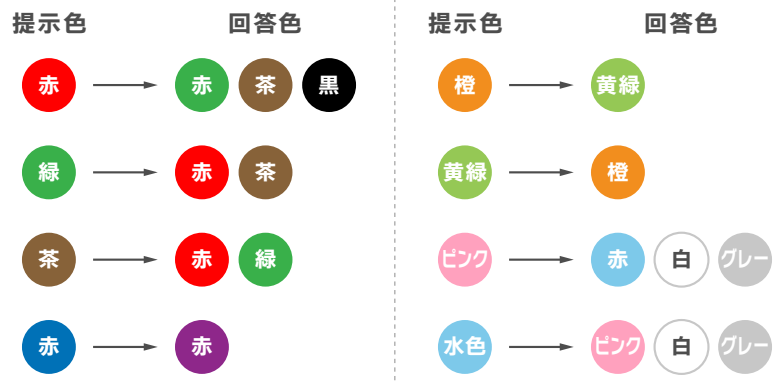 提示色 回答色
赤 赤 茶 黒
緑 赤 茶
茶 赤 緑
赤 赤
提示色 回答色
橙 黄緑
黄緑 橙
ピンク 赤 白 グレー
水色 ピンク 白 グレー